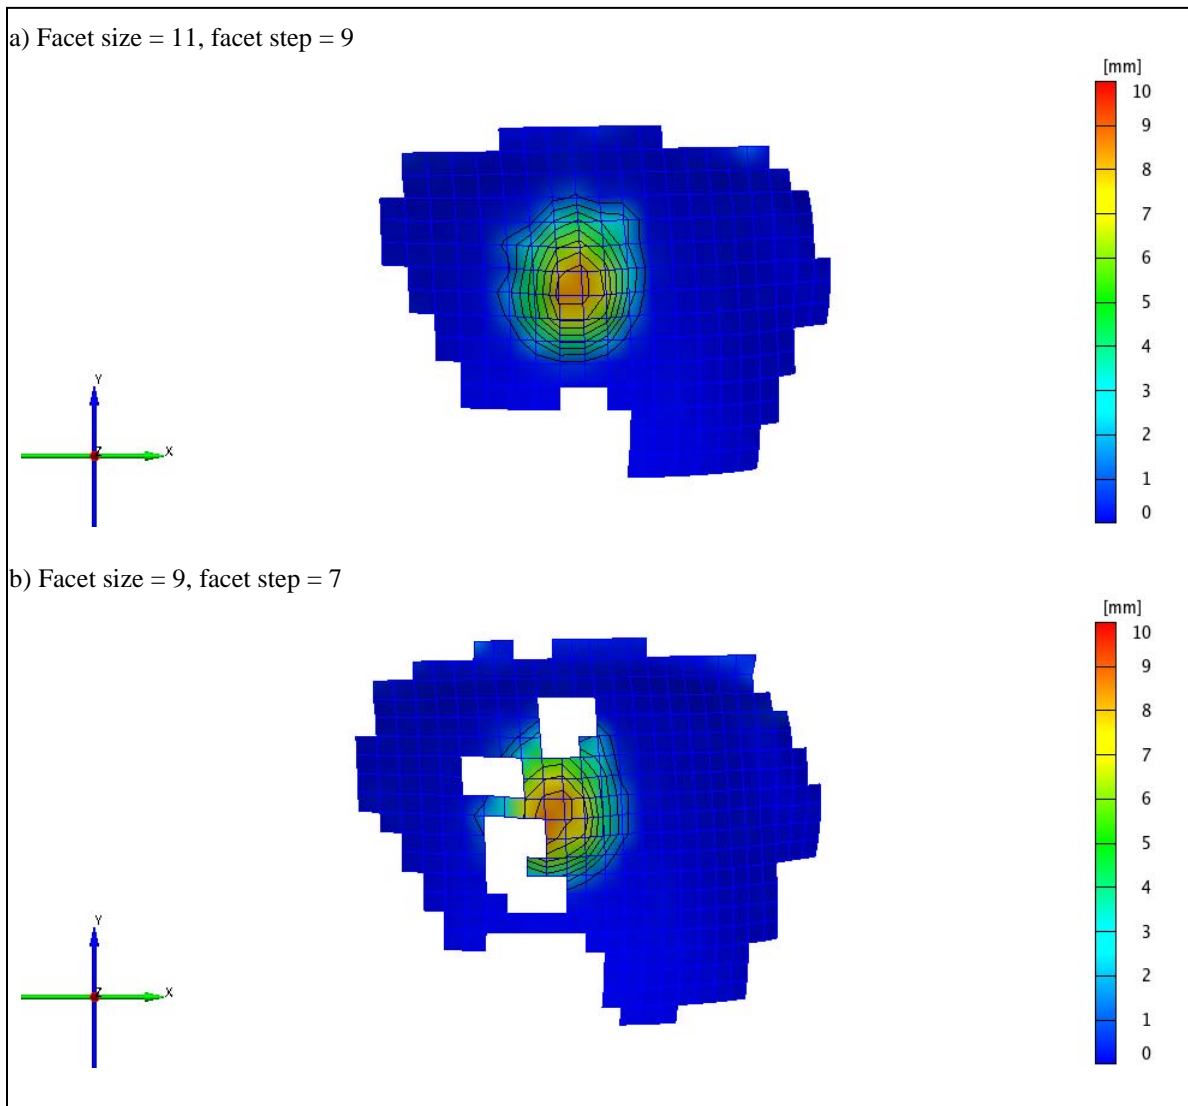 a) Facet size = 11, facet step = 9
[mm]
10
9
8
7
6
5
4
3
2
1
0
Y
Z
X
b) Facet size = 9, facet step = 7
[mm]
10
9
8
7
6
5
4
3
2
1
0
Y
Z
X